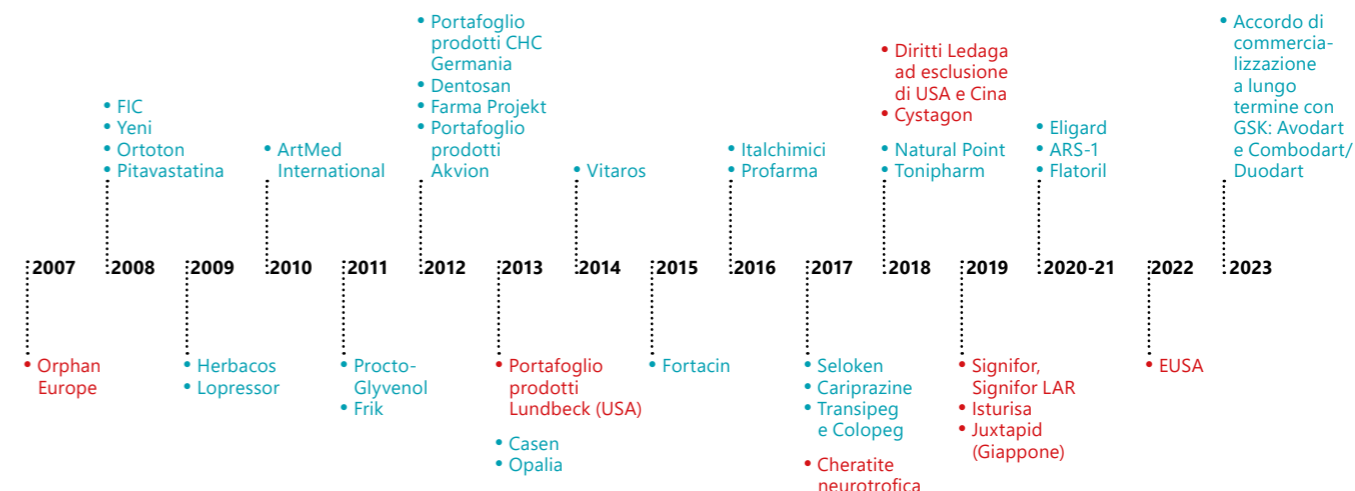 • Portafoglio
prodotti CHC
Germania
• Dentosan
• Farma Projekt
• Portafoglio
prodotti
Akvion
• Diritti Ledaga
ad esclusione
di USA e Cina
• Cystagon
• Accordo di
commercia-
lizzazione
a lungo
termine con
GSK: Avodart
e Combodart/
Duodart
• FIC
• Yeni
• Ortoton
• Pitavastatina
• ArtMed
International
• Vitaros
• Italchimici
• Profarma
• Natural Point
• Tonipharm
• Eligard
• ARS-1
• Flatoril
2007 2008 2009 2010 2011 2012 2013 2014 2015 2016 2017 2018 2019 2020-21 2022 2023
• Orphan
Europe
• Herbacos
• Lopressor
• Procto-
Glyvenol
• Frik
• Portafoglio
prodotti
Lundbeck (USA)
• Casen
• Opalia
• Fortacin
• Seloken
• Cariprazine
• Transipeg
e Colopeg
• Cheratite
neurotrofica
• Signifor,
Signifor LAR
• Isturisa
• Juxtapid
(Giappone)
• EUSA